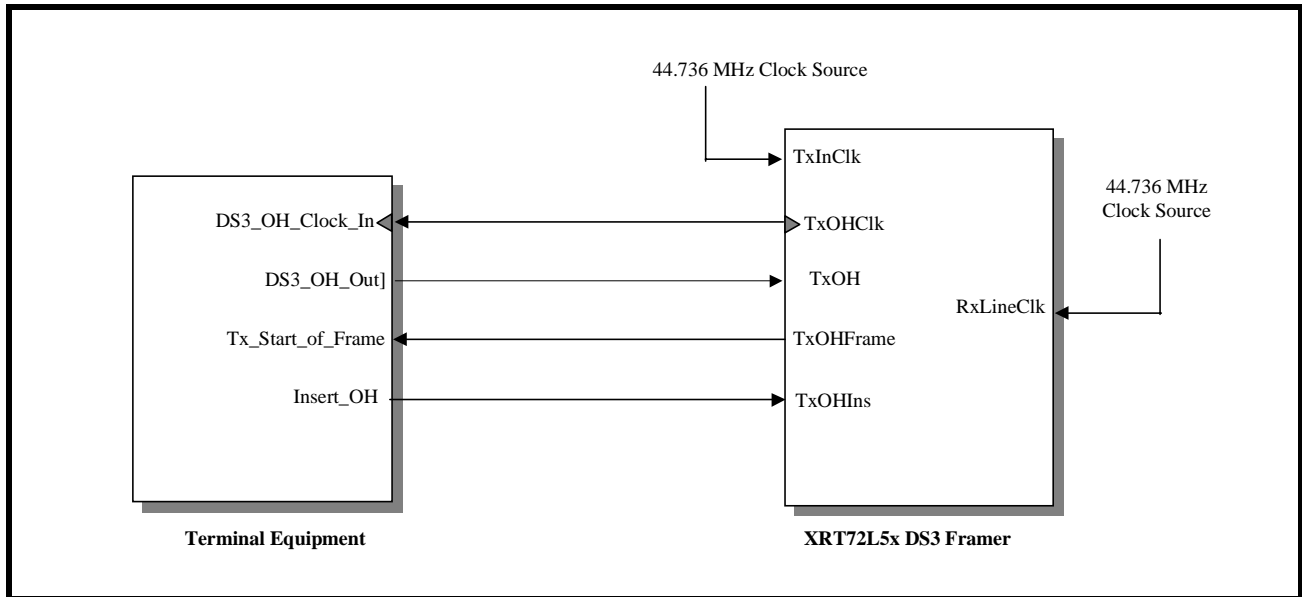 44.736 MHz Clock Source
TxInClk
44.736 MHz
Clock Source
DS3_OH_Clock_In
TxOHClk
DS3_OH_Out]
TxOH
RxLineClk
Tx_Start_of_Frame
TxOHFrame
Insert_OH
TxOHIns
Terminal Equipment
XRT72L5x DS3 Framer